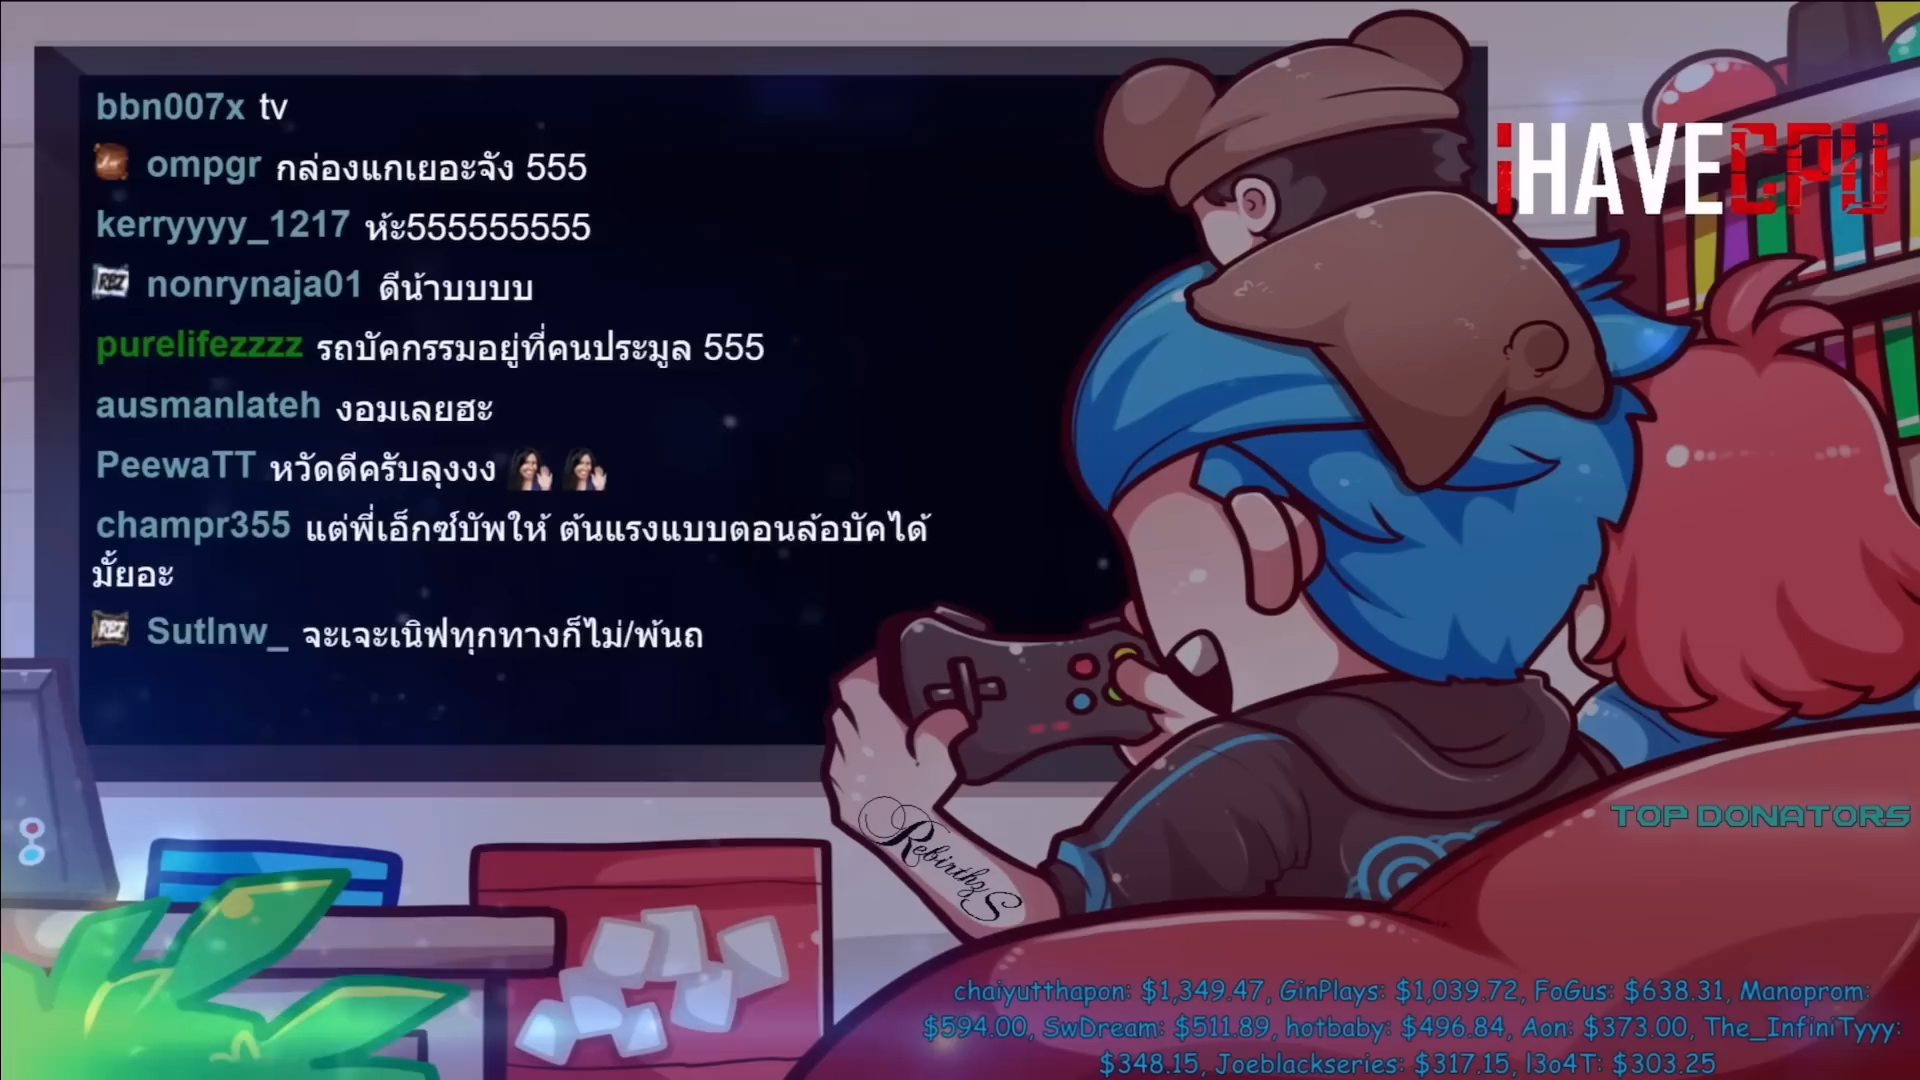 bbn007x tv
ompgr กล่องแกเยอะจัง 555
kerryyyy_1217 ห้ะ555555555
nonrynaja01 ดีน้าบบบบ
purelifezzzz รถบัคกรรมอยู่ที่คนประมูล 555
ausmanlateh งอมเลยฮะ
PeewaTT หวัดดีครับลุงงง
champr355 แต่พี่เอ็กซ์บัพให้ ต้นแรงแบบตอนล้อบัคได้
มั้ยอะ
Sutlnw_ จะเจะเนิฟทุกทางก็ไม่/พ้นถ
iHAVECPU
RebirthzS
TOP DONATORS
chaiyutthapon: $1,349.47, GinPlays: $1,039.72, FoGus: $638.31, Manoprom:
$594.00, SwDream: $511.89, hotbaby: $496.84, Aon: $373.00, The_InfiniTyyy:
$348.15, Joeblackseries: $317.15, l3o4T: $303.25